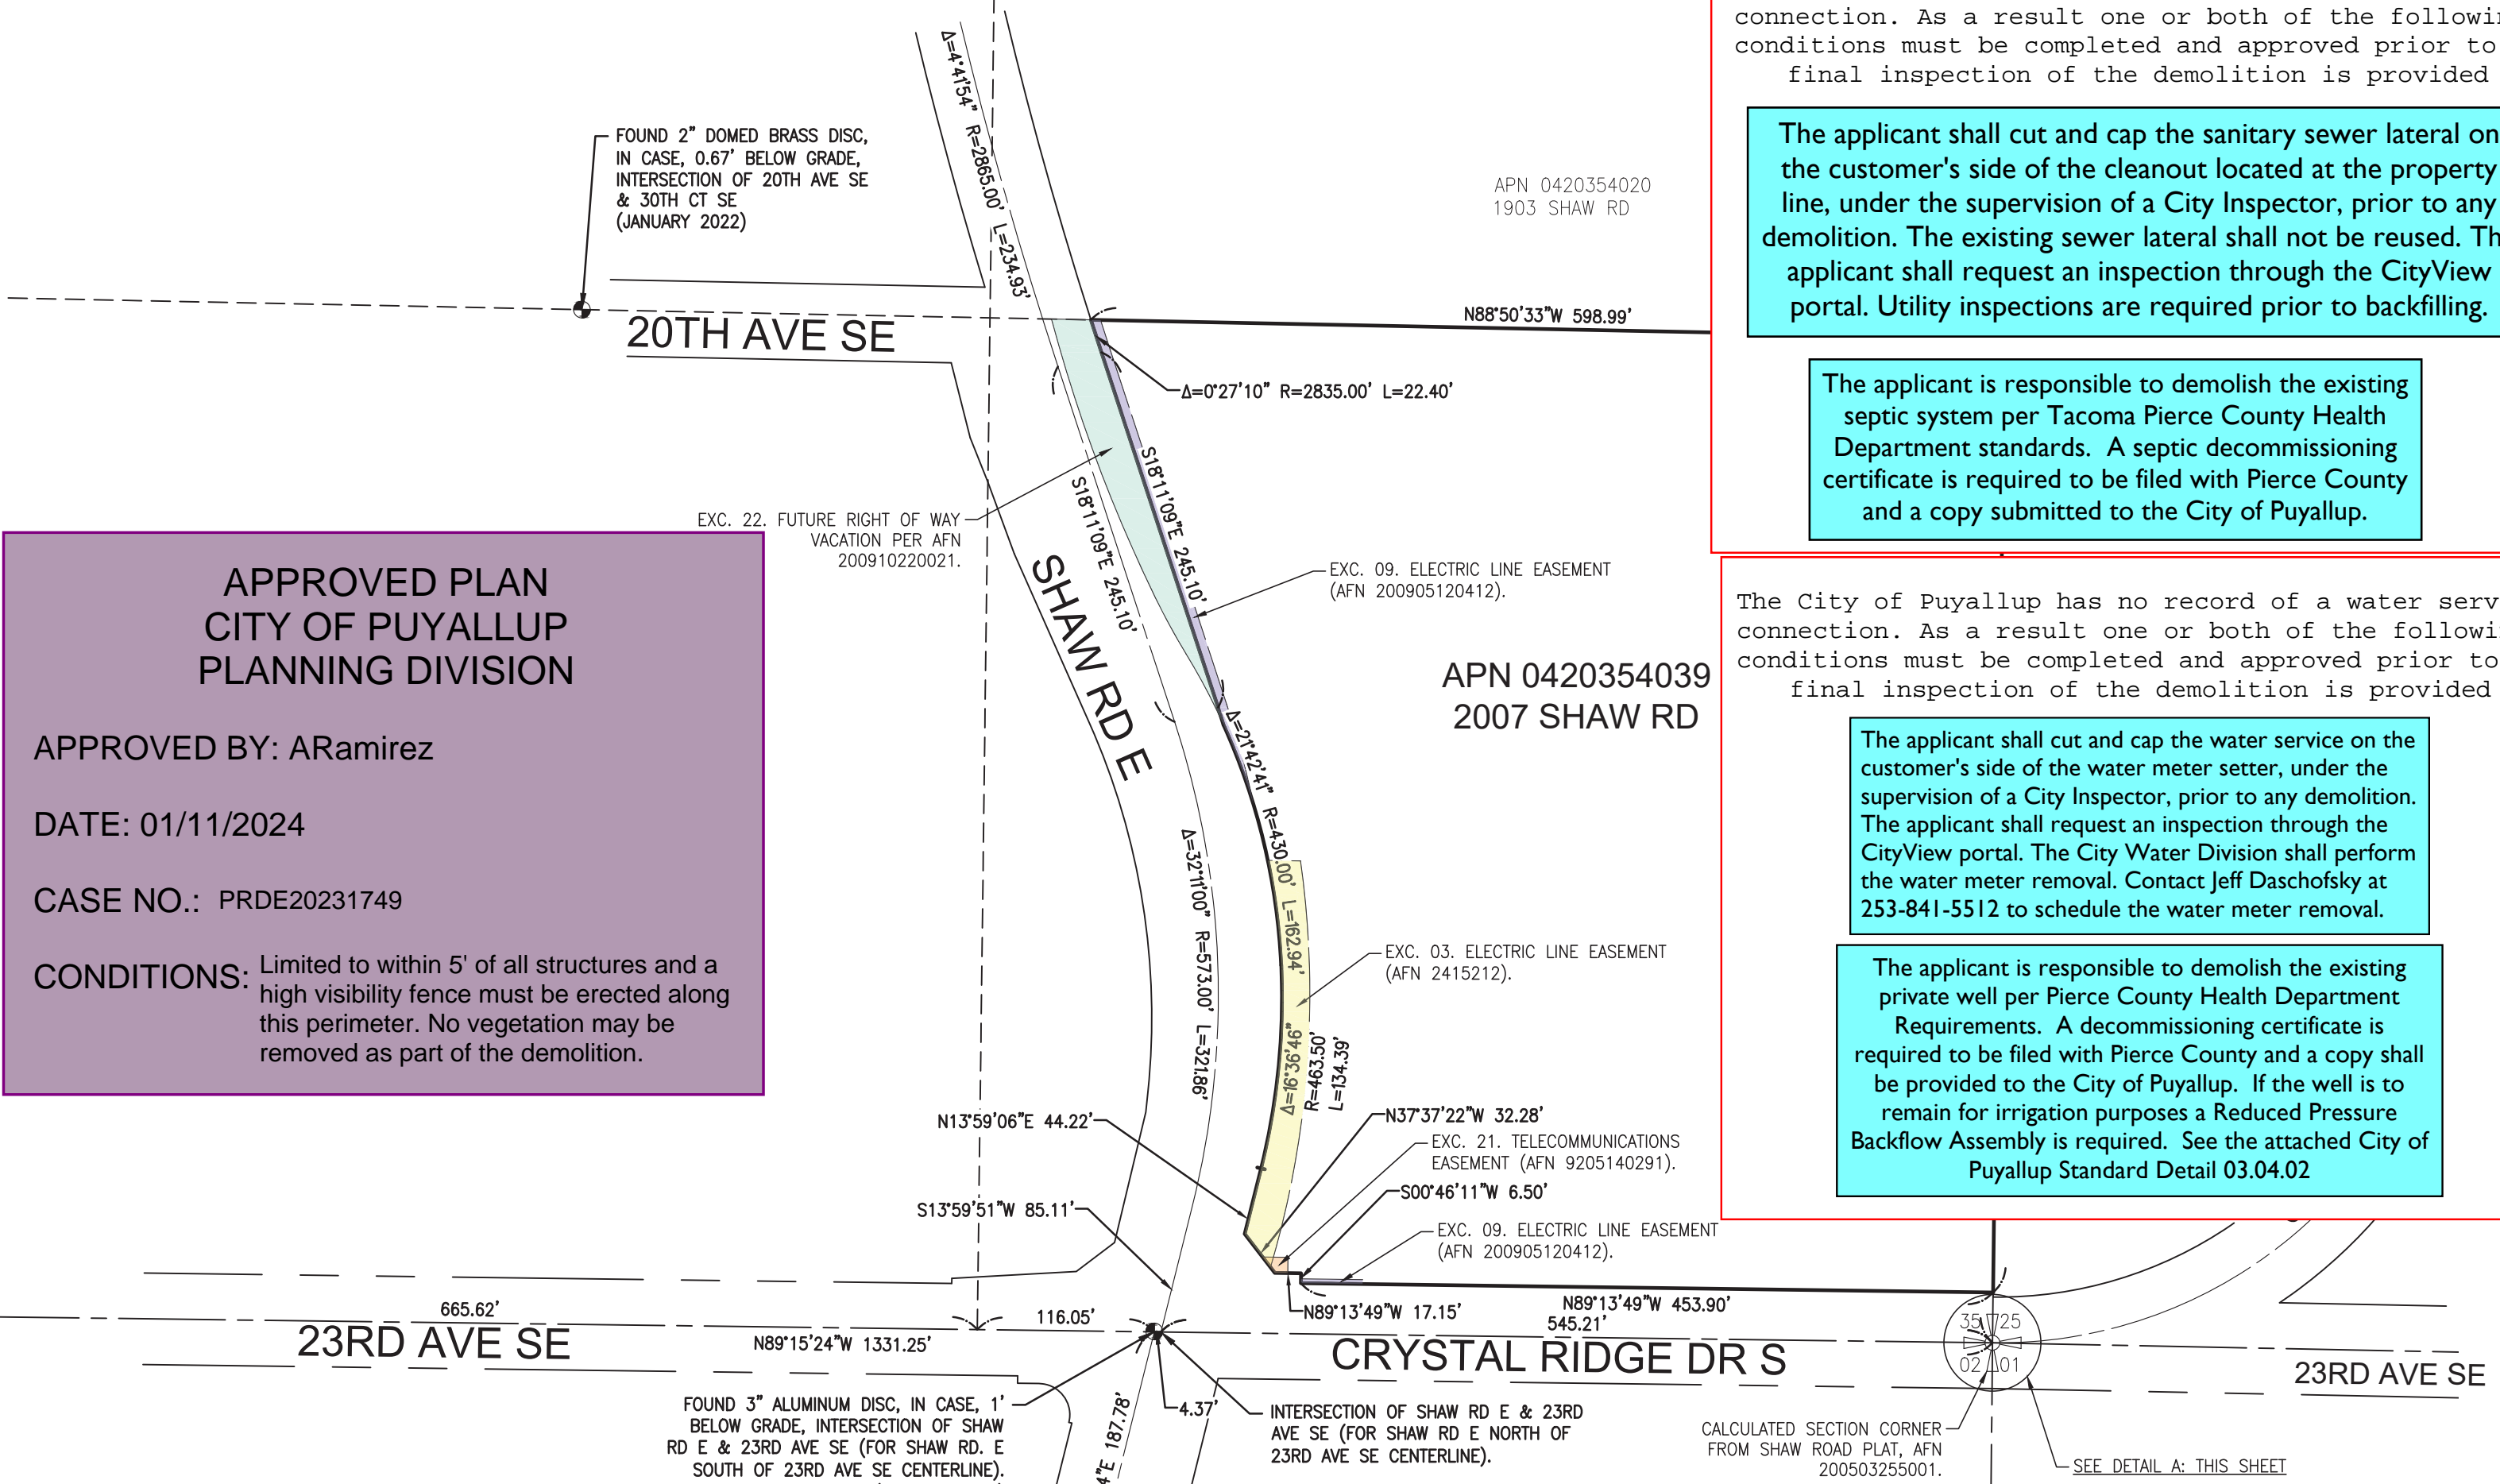 connection. As a result one or both of the
conditions must be completed and approved prior to
final inspection of the demolition is provided
The applicant shall cut and cap the sanitary sewer lateral on
the customer's side of the cleanout located at the property
line, under the supervision of a City Inspector, prior to any
demolition. The existing sewer lateral shall not be reused.
applicant shall request an inspection through the CityView
portal. Utility inspections are required prior to backfilling.
The applicant is responsible to demolish the existing
septic system per Tacoma Pierce County Health
Department standards.  A septic decommissioning
certificate is required to be filed with Pierce County
and a copy submitted to the City of Puyallup.
The City of Puyallup has no record of a water
connection. As a result one or both of the
conditions must be completed and approved prior to
final inspection of the demolition is provided
The applicant shall cut and cap the water service on the
customer's side of the water meter setter, under the
supervision of a City Inspector, prior to any demolition.
The applicant shall request an inspection through the
CityView portal. The City Water Division shall perform
the water meter removal. Contact Jeff Daschofsky at
253-841-5512 to schedule the water meter removal.
The applicant is responsible to demolish the existing
private well per Pierce County Health Department
Requirements.  A decommissioning certificate is
required to be filed with Pierce County and a copy shall
be provided to the City of Puyallup.  If the well is to
remain for irrigation purposes a Reduced Pressure
Backflow Assembly is required.  See the attached City of
Puyallup Standard Detail 03.04.02
APPROVED PLAN
CITY OF PUYALLUP
PLANNING DIVISION
APPROVED BY: ARamirez
DATE: 01/11/2024
CASE NO.: PRDE20231749
CONDITIONS: Limited to within 5' of all structures and a
high visibility fence must be erected along
this perimeter. No vegetation may be
removed as part of the demolition.
FOUND 2" DOMED BRASS DISC,
IN CASE, 0.67' BELOW GRADE,
INTERSECTION OF 20TH AVE SE
& 30TH CT SE
(JANUARY 2022)
Δ=4°41'54" R=2865.00' L=234.93'
APN 0420354020
1903 SHAW RD
20TH AVE SE
N88°50'33"W 598.99'
Δ=0°27'10" R=2835.00' L=22.40'
S18°11'09"E 245.10'
S18°11'09"E 245.10'
EXC. 22. FUTURE RIGHT OF WAY
VACATION PER AFN
200910220021.
SHAW RD E
EXC. 09. ELECTRIC LINE EASEMENT
(AFN 200905120412).
APN 0420354039
2007 SHAW RD
Δ=21°42'41" R=430.00' L=162.94'
Δ=32°11'00" R=573.00' L=321.86'
EXC. 03. ELECTRIC LINE EASEMENT
(AFN 2415212).
Δ=16°36'46"
R=463.50'
L=134.39'
N13°59'06"E 44.22'
N37°37'22"W 32.28'
EXC. 21. TELECOMMUNICATIONS
EASEMENT (AFN 9205140291).
S00°46'11"W 6.50'
S13°59'51"W 85.11'
EXC. 09. ELECTRIC LINE EASEMENT
(AFN 200905120412).
N89°13'49"W 17.15'
N89°13'49"W 453.90'
545.21'
665.62'
116.05'
23RD AVE SE
N89°15'24"W 1331.25'
CRYSTAL RIDGE DR S
35 25
02 01
23RD AVE SE
FOUND 3" ALUMINUM DISC, IN CASE, 1'
BELOW GRADE, INTERSECTION OF SHAW
RD E & 23RD AVE SE (FOR SHAW RD. E
SOUTH OF 23RD AVE SE CENTERLINE).
4"E 187.78'
4.37'
INTERSECTION OF SHAW RD E & 23RD
AVE SE (FOR SHAW RD E NORTH OF
23RD AVE SE CENTERLINE).
CALCULATED SECTION CORNER
FROM SHAW ROAD PLAT, AFN
200503255001.
SEE DETAIL A: THIS SHEET